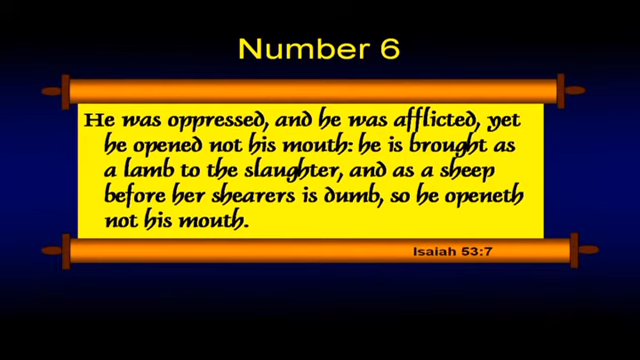 Number 6
He was oppressed, and he was afflicted, yet
he opened not his mouth: he is brought as
a lamb to the slaughter, and as a sheep
before her shearers is dumb, so he openeth
not his mouth.
Isaiah 53:7